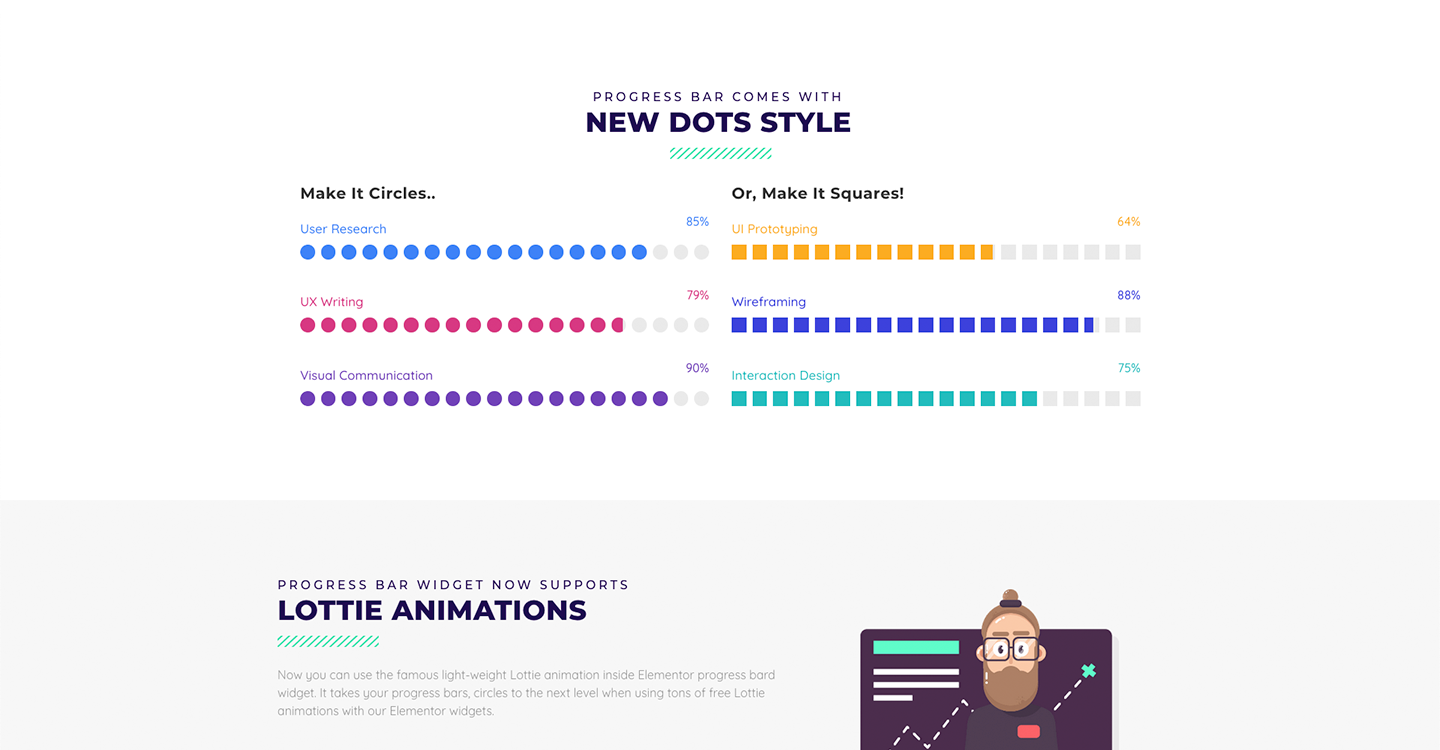 PROGRESS BAR COMES WITH
NEW DOTS STYLE
Make It Circles..
User Research 85%
UX Writing 79%
Visual Communication 90%
Or, Make It Squares!
UI Prototyping 64%
Wireframing 88%
Interaction Design 75%
PROGRESS BAR WIDGET NOW SUPPORTS
LOTTIE ANIMATIONS
Now you can use the famous light-weight Lottie animation inside Elementor progress bard
widget. It takes your progress bars, circles to the next level when using tons of free Lottie
animations with our Elementor widgets.